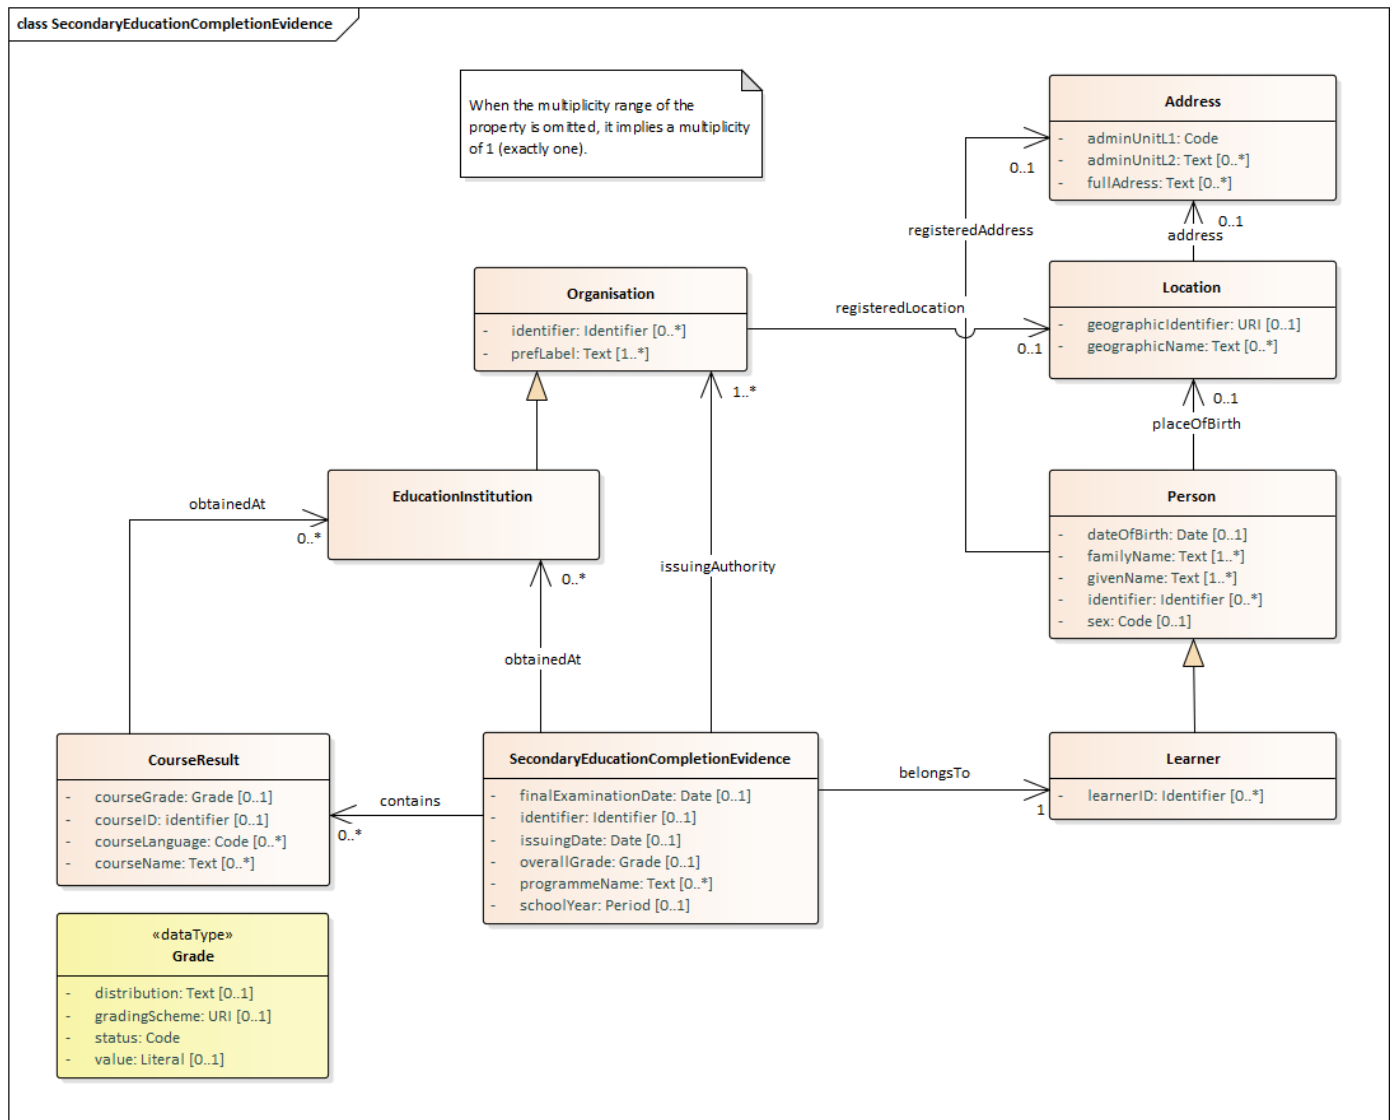 class SecondaryEducationCompletionEvidence
When the multiplicity range of the
property is omitted, it implies a multiplicity
of 1 (exactly one).
Address
- adminUnitL1: Code
- adminUnitL2: Text [0..*]
- fullAdress: Text [0..*]
0..1
registeredAddress
0..1
address
Organisation
- identifier: Identifier [0..*]
- prefLabel: Text [1..*]
registeredLocation
0..1
Location
- geographicIdentifier: URI [0..1]
- geographicName: Text [0..*]
1..*
0..1
placeOfBirth
EducationInstitution
obtainedAt
0..*
0..*
issuingAuthority
Person
- dateOfBirth: Date [0..1]
- familyName: Text [1..*]
- givenName: Text [1..*]
- identifier: Identifier [0..*]
- sex: Code [0..1]
obtainedAt
CourseResult
- courseGrade: Grade [0..1]
- courseID: identifier [0..1]
- courseLanguage: Code [0..*]
- courseName: Text [0..*]
contains
0..*
SecondaryEducationCompletionEvidence
- finalExaminationDate: Date [0..1]
- identifier: Identifier [0..1]
- issuingDate: Date [0..1]
- overallGrade: Grade [0..1]
- programmeName: Text [0..*]
- schoolYear: Period [0..1]
belongsTo
1
Learner
- learnerID: Identifier [0..*]
«dataType»
Grade
- distribution: Text [0..1]
- gradingScheme: URI [0..1]
- status: Code
- value: Literal [0..1]